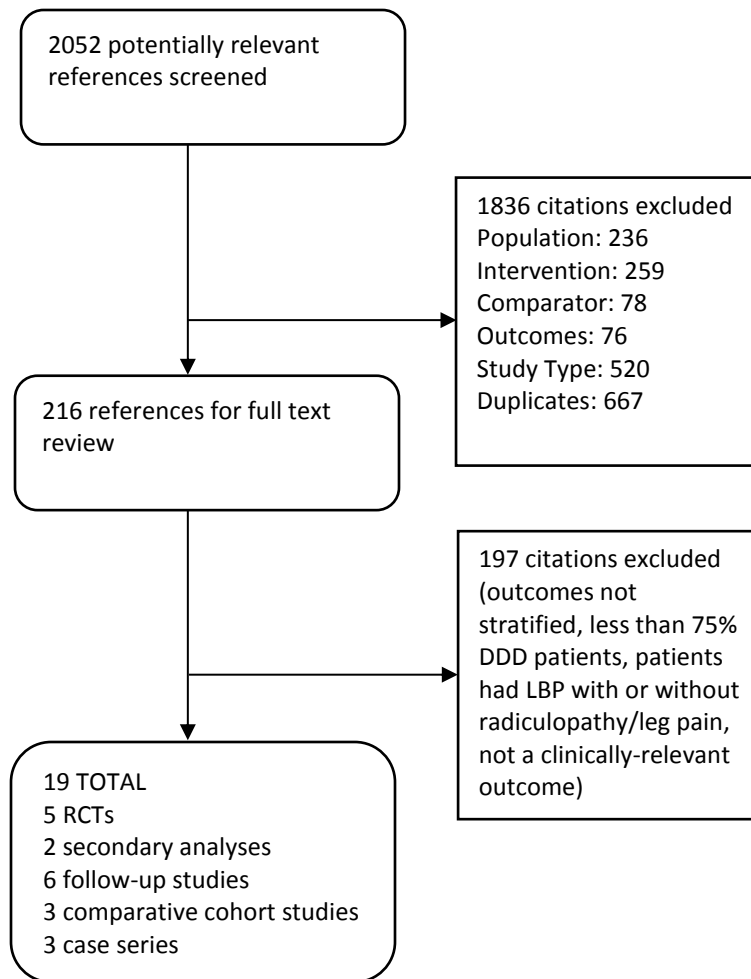 2052 potentially relevant
references screened
1836 citations excluded
Population: 236
Intervention: 259
Comparator: 78
Outcomes: 76
Study Type: 520
Duplicates: 667
216 references for full text
review
197 citations excluded
(outcomes not
stratified, less than 75%
DDD patients, patients
had LBP with or without
radiculopathy/leg pain,
not a clinically-relevant
outcome)
19 TOTAL
5 RCTs
2 secondary analyses
6 follow-up studies
3 comparative cohort studies
3 case series